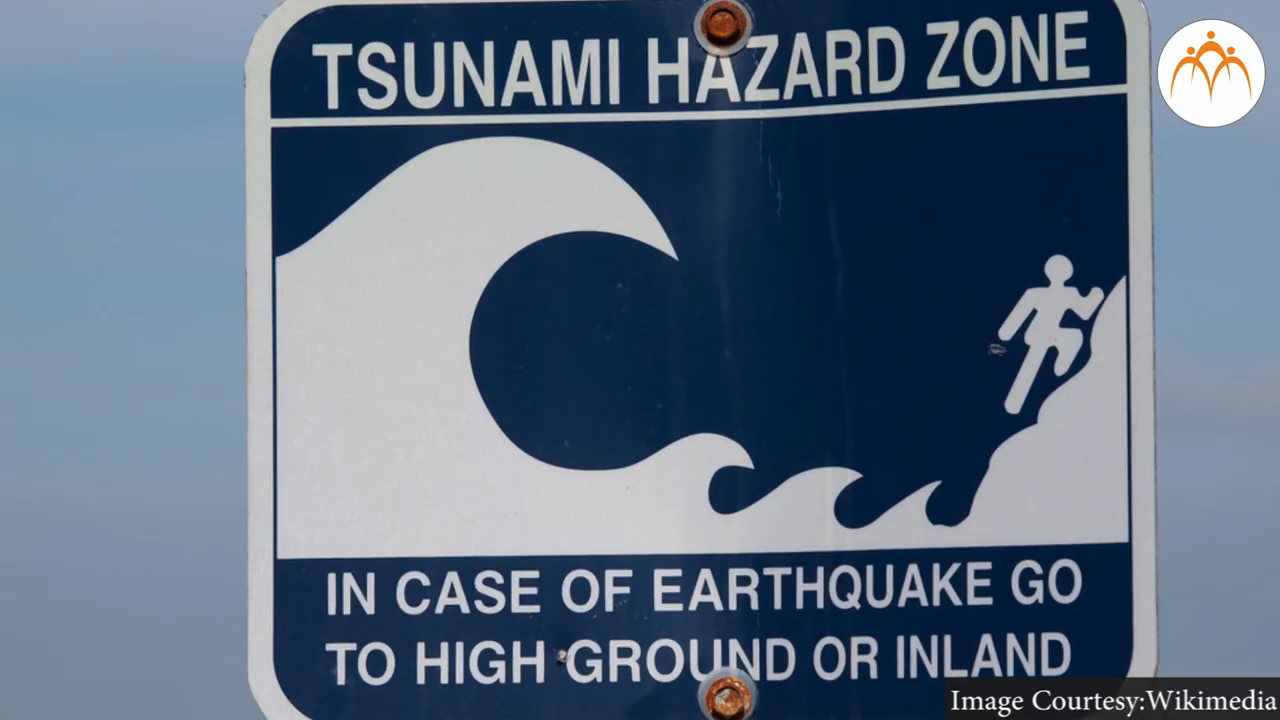 TSUNAMI HAZARD ZONE
IN CASE OF EARTHQUAKE GO
TO HIGH GROUND OR INLAND
Image Courtesy:Wikimedia